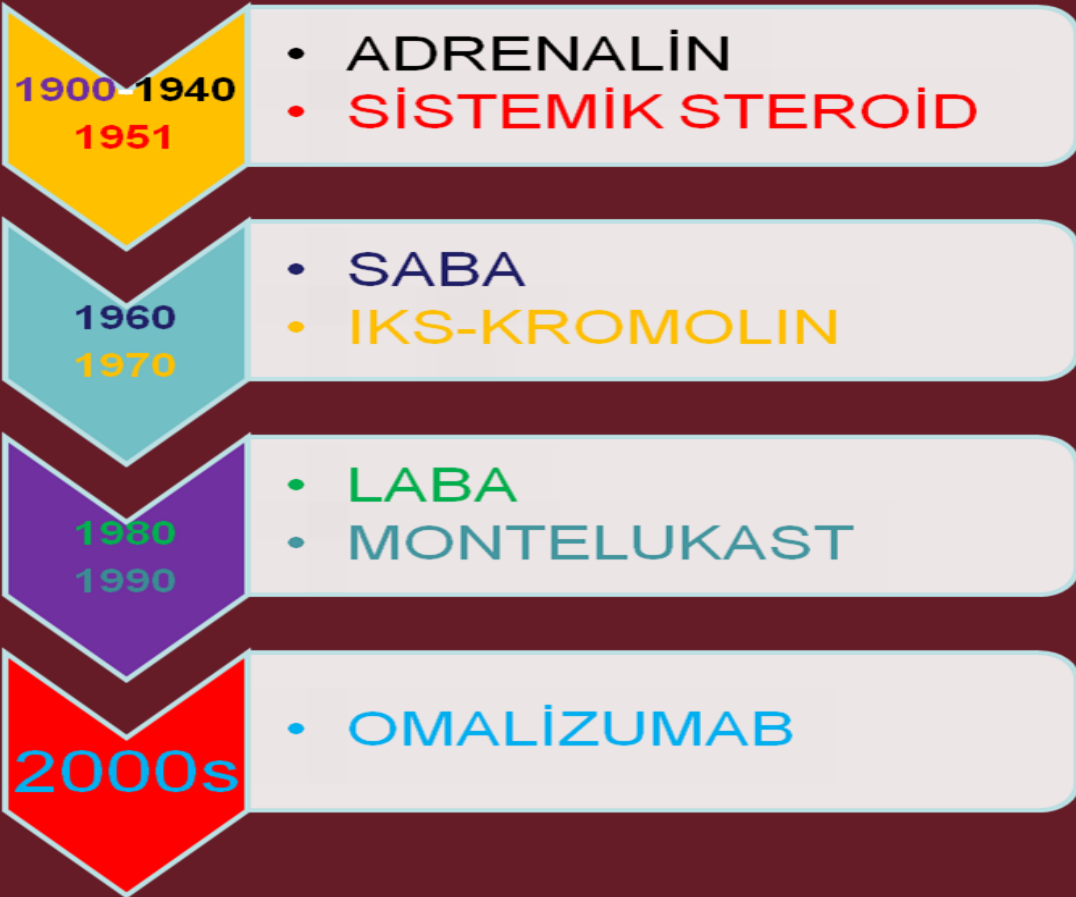 1900-1940
1951
• ADRENALİN
• SİSTEMİK STEROİD
1960
1970
• SABA
• IKS-KROMOLIN
1980
1990
• LABA
• MONTELUKAST
2000s
• OMALİZUMAB